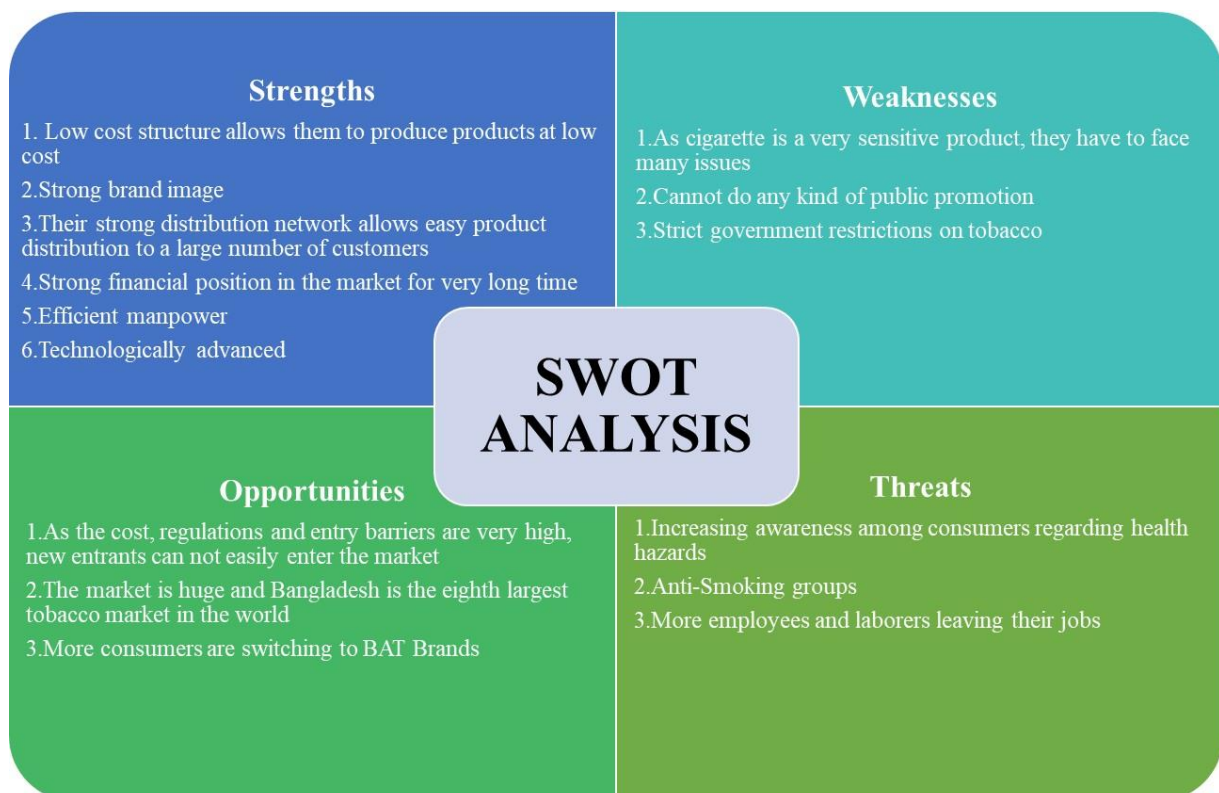 Strengths
1. Low cost structure allows them to produce products at low
cost
2.Strong brand image
3.Their strong distribution network allows easy product
distribution to a large number of customers
4.Strong financial position in the market for very long time
5.Efficient manpower
6.Technologically advanced
Weaknesses
1.As cigarette is a very sensitive product, they have to face
many issues
2.Cannot do any kind of public promotion
3.Strict government restrictions on tobacco
SWOT
ANALYSIS
Opportunities
1.As the cost, regulations and entry barriers are very high,
new entrants can not easily enter the market
2.The market is huge and Bangladesh is the eighth largest
tobacco market in the world
3.More consumers are switching to BAT Brands
Threats
1.Increasing awareness among consumers regarding health
hazards
2.Anti-Smoking groups
3.More employees and laborers leaving their jobs